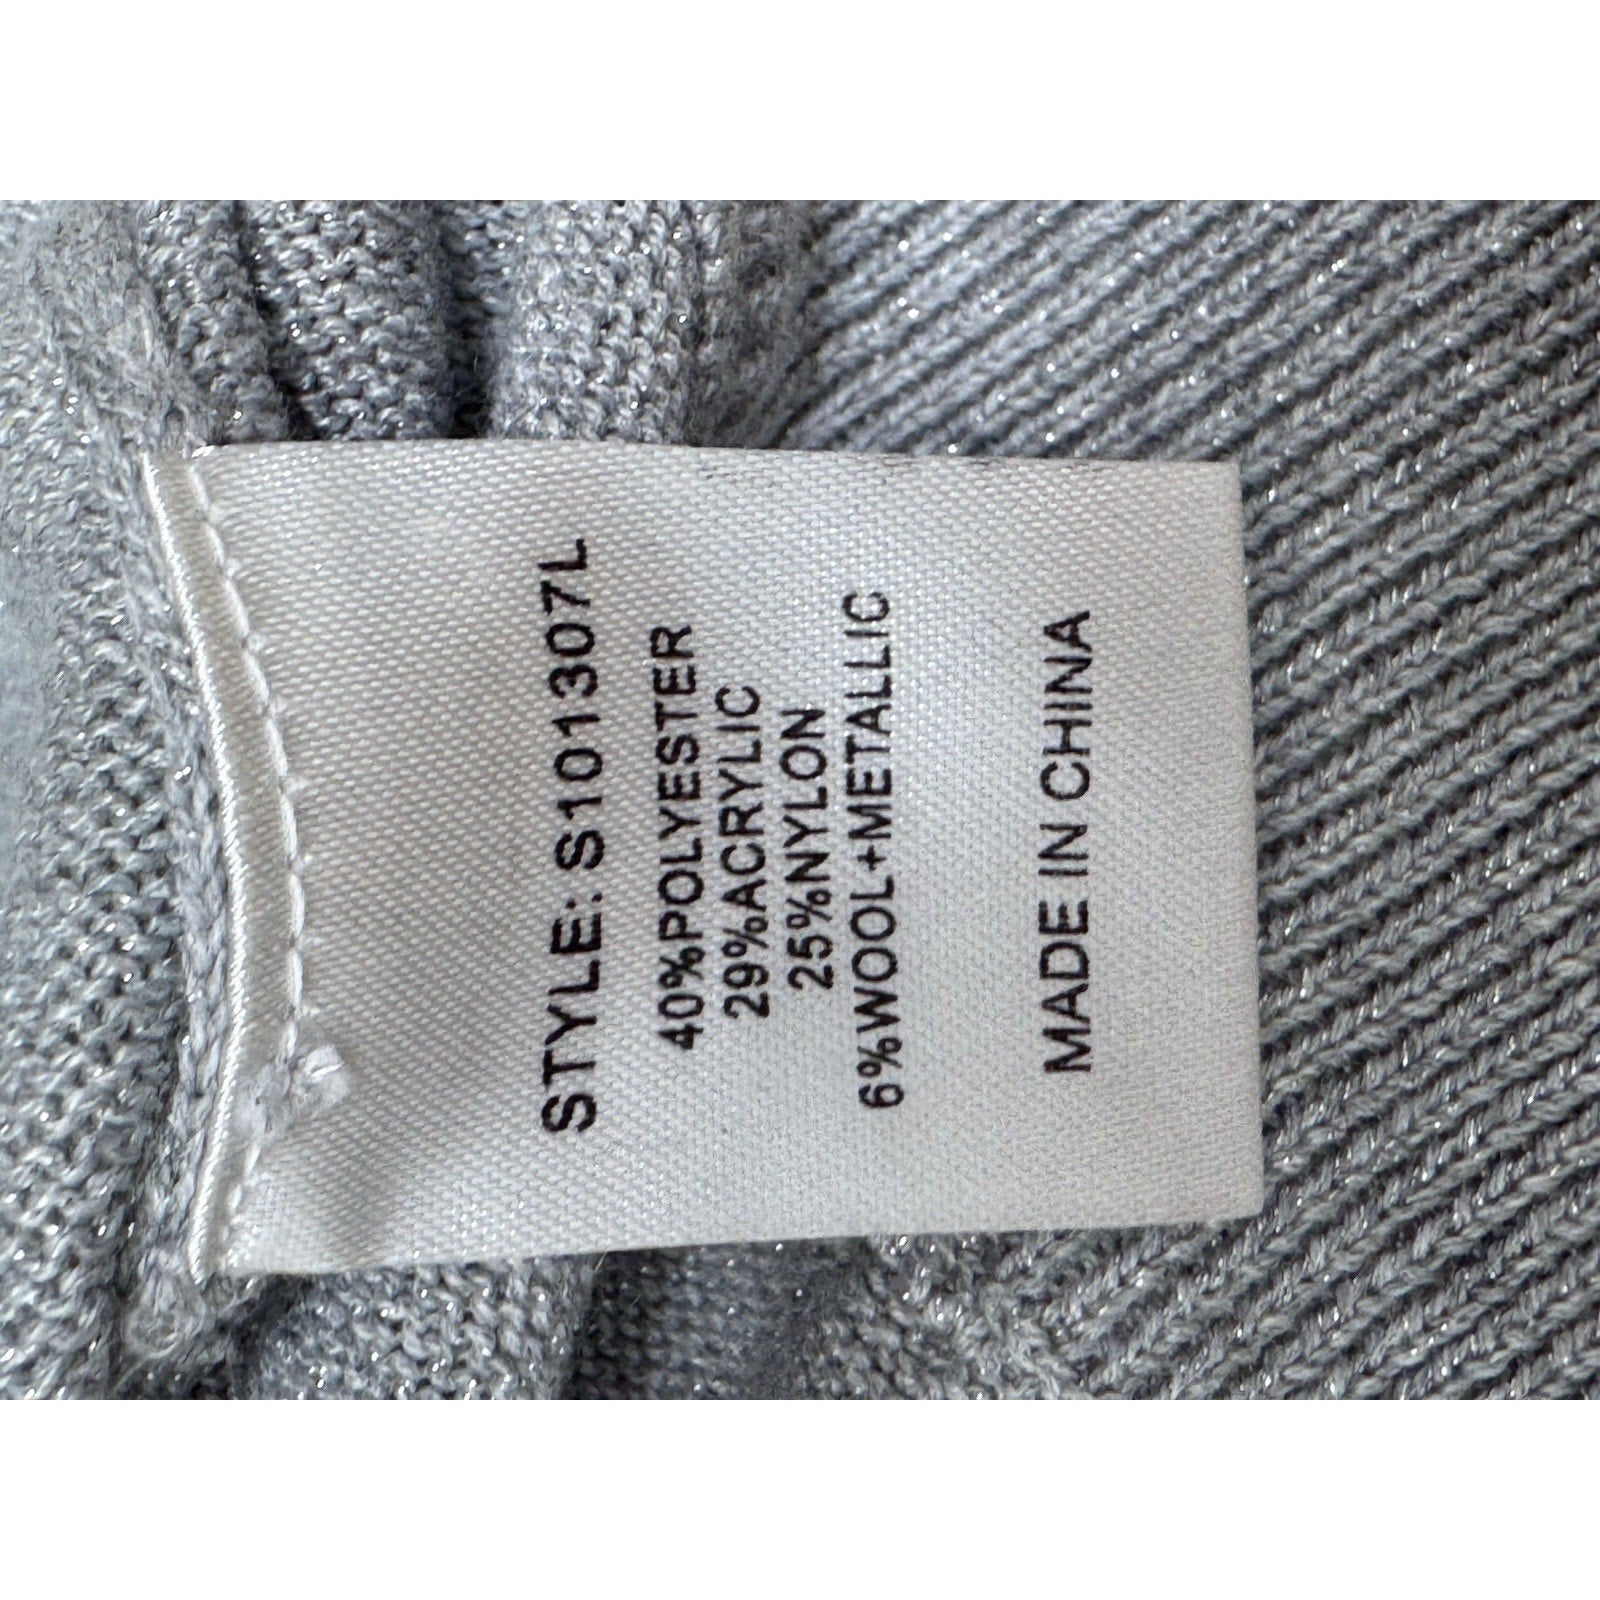 STYLE: S101307L
40%POLYESTER
29%ACRYLIC
25%NYLON
6%WOOL+METALLIC
MADE IN CHINA